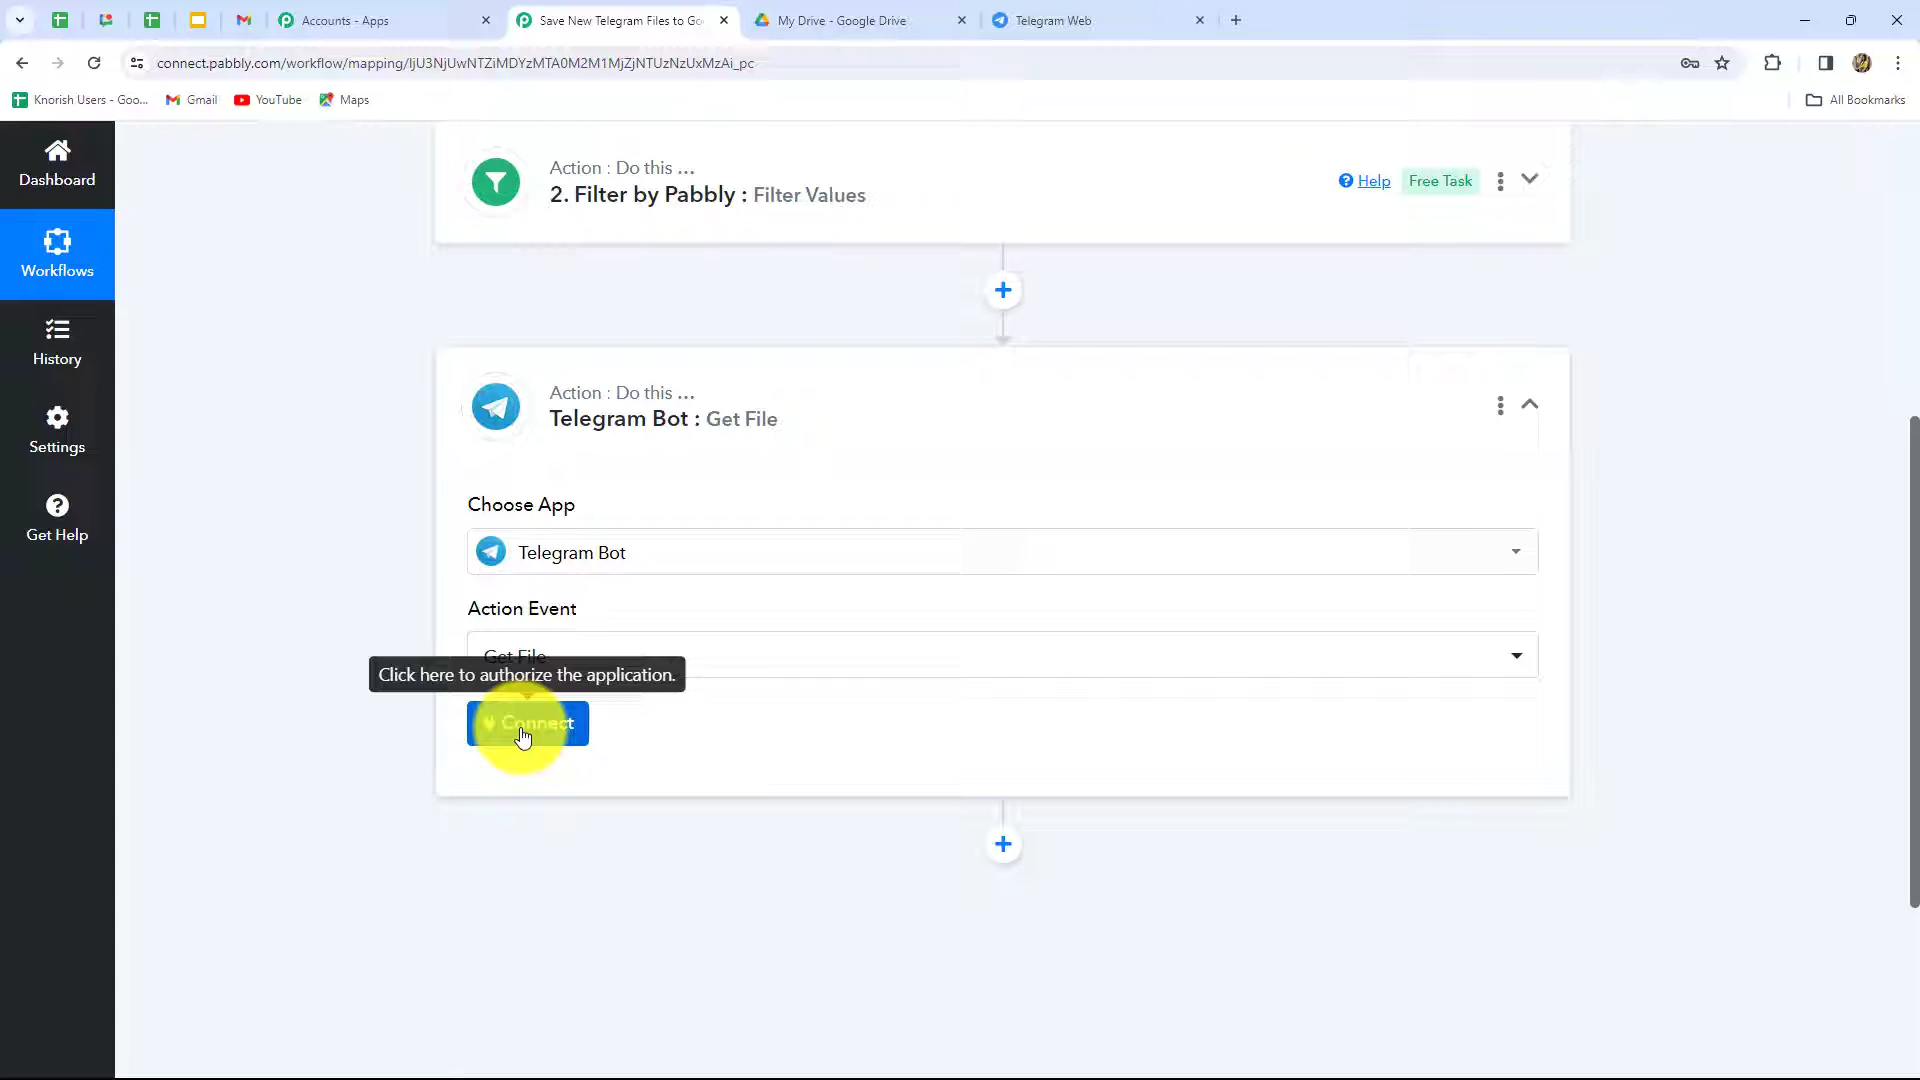 Accounts - Apps
Save New Telegram Files to Go
My Drive - Google Drive
Telegram Web
connect.pabbly.com/workflow/mapping/IjU3NjUwNTZiMDYzMTA0M2M1MjZjNTUzNzUxMzAi_pc
Knorish Users - Goo...
Gmail
YouTube
Maps
All Bookmarks
Dashboard
Workflows
History
Settings
Get Help
Action : Do this ...
2. Filter by Pabbly : Filter Values
Help
Free Task
Action : Do this ...
Telegram Bot : Get File
Choose App
Telegram Bot
Action Event
Get File
Click here to authorize the application.
Connect